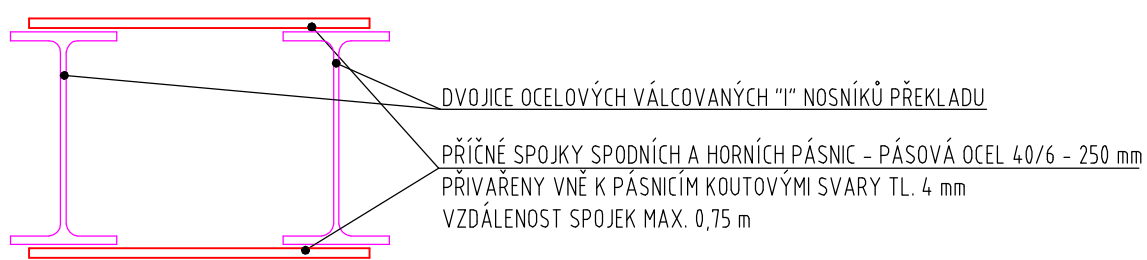 DVOJICE OCELOVÝCH VÁLCOVANÝCH "I" NOSNÍKŮ PŘEKLADU
PŘÍČNÉ SPOJKY SPODNÍCH A HORNÍCH PÁSNIC - PÁSOVÁ OCEL 40/6 - 250 mm
PŘIVAŘENY VNĚ K PÁSNICÍM KOUTOVÝMI SVARY TL. 4 mm
VZDÁLENOST SPOJEK MAX. 0,75 m